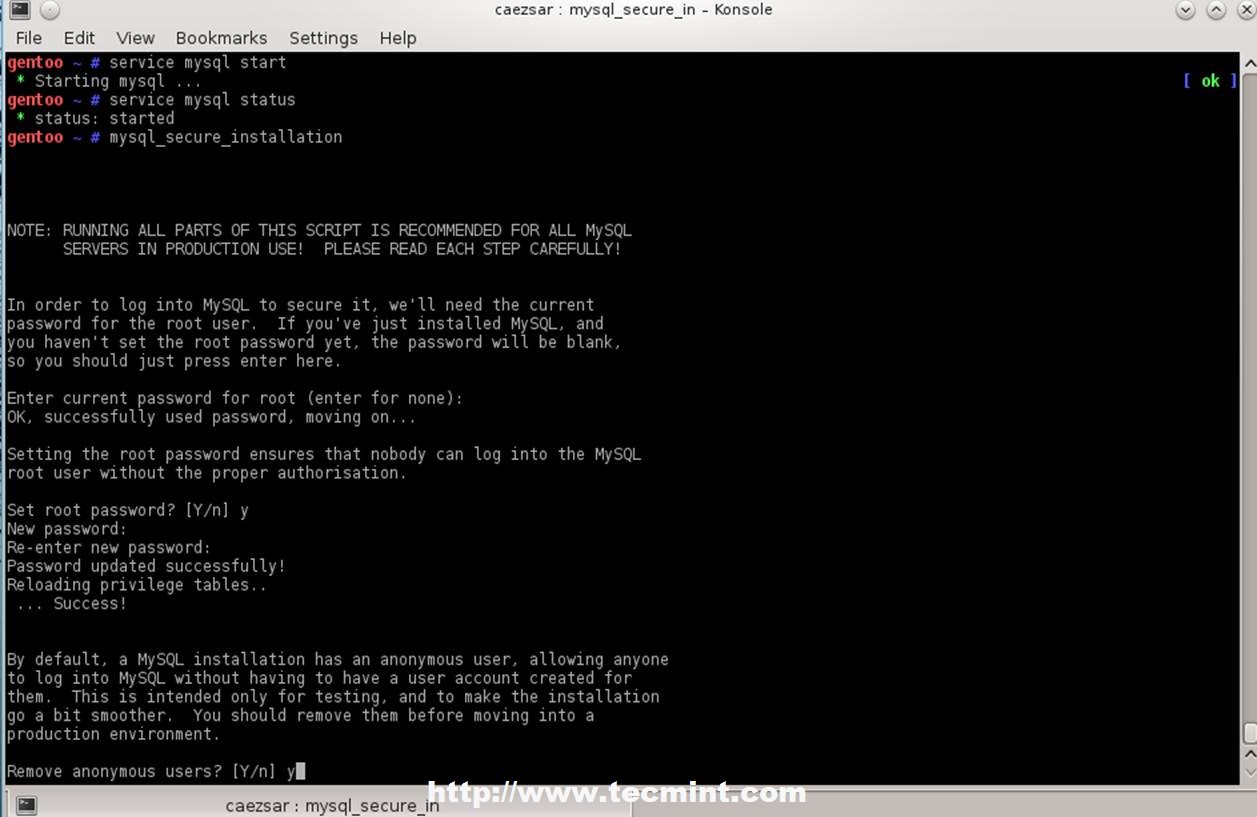 caezsar : mysql_secure_in – Konsole
File Edit View Bookmarks Settings Help
gentoo ~ # service mysql start
 * Starting mysql ... [ ok ]
gentoo ~ # service mysql status
 * status: started
gentoo ~ # mysql_secure_installation
NOTE: RUNNING ALL PARTS OF THIS SCRIPT IS RECOMMENDED FOR ALL MySQL
      SERVERS IN PRODUCTION USE!  PLEASE READ EACH STEP CAREFULLY!
In order to log into MySQL to secure it, we'll need the current
password for the root user.  If you've just installed MySQL, and
you haven't set the root password yet, the password will be blank,
so you should just press enter here.
Enter current password for root (enter for none):
OK, successfully used password, moving on...
Setting the root password ensures that nobody can log into the MySQL
root user without the proper authorisation.
Set root password? [Y/n] y
New password:
Re-enter new password:
Password updated successfully!
Reloading privilege tables..
 ... Success!
By default, a MySQL installation has an anonymous user, allowing anyone
to log into MySQL without having to have a user account created for
them.  This is intended only for testing, and to make the installation
go a bit smoother.  You should remove them before moving into a
production environment.
Remove anonymous users? [Y/n] y
http://www.tecmint.com
caezsar : mysql_secure_in